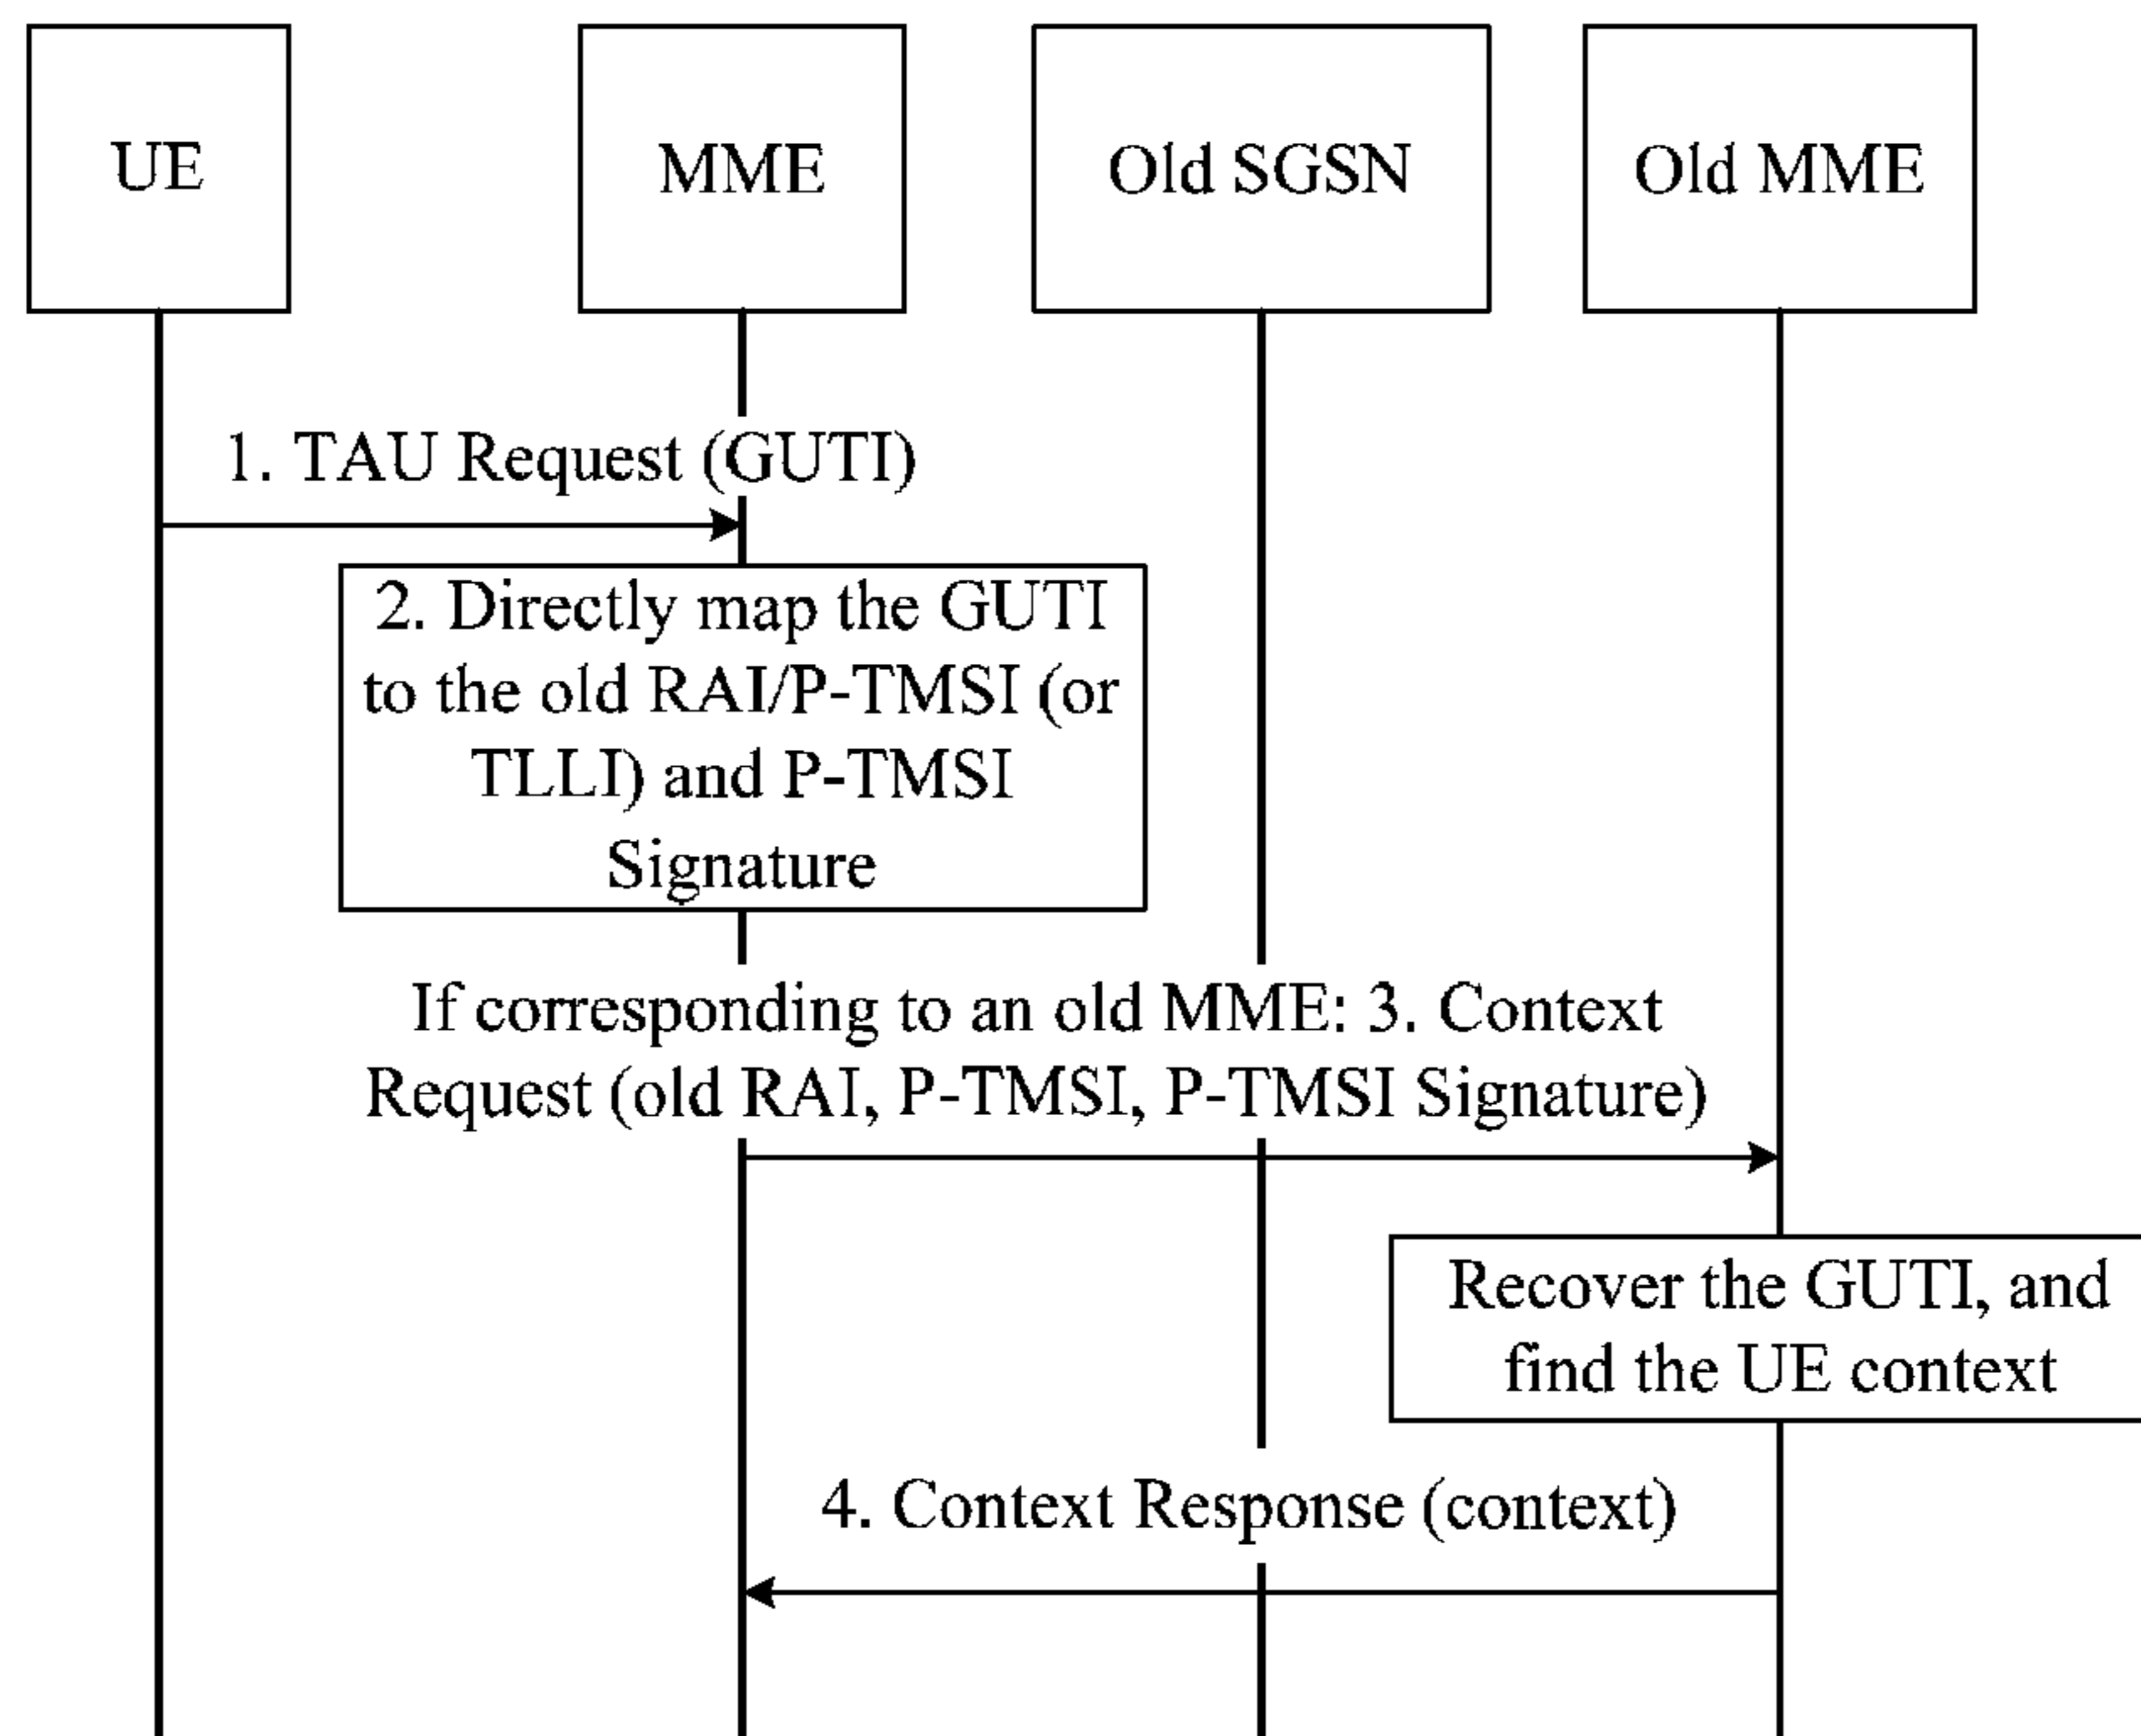 UE
MME
Old SGSN
Old MME
1. TAU Request (GUTI)
2. Directly map the GUTI
to the old RAI/P-TMSI (or
TLLI) and P-TMSI
Signature
If corresponding to an old MME: 3. Context
Request (old RAI, P-TMSI, P-TMSI Signature)
Recover the GUTI, and
find the UE context
4. Context Response (context)